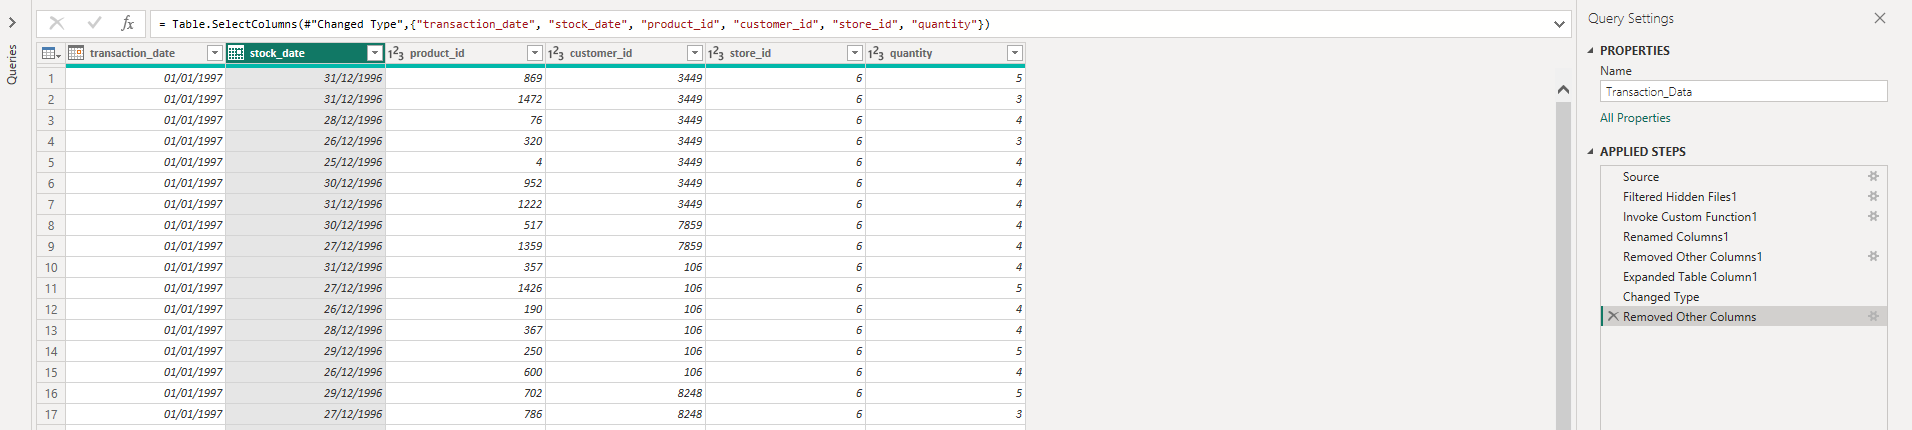 Queries
fx
= Table.SelectColumns(#"Changed Type",{"transaction_date", "stock_date", "product_id", "customer_id", "store_id", "quantity"})
transaction_date stock_date 123 product_id 123 customer_id 123 store_id 123 quantity
1 01/01/1997 31/12/1996 869 3449 6 5
2 01/01/1997 31/12/1996 1472 3449 6 3
3 01/01/1997 28/12/1996 76 3449 6 4
4 01/01/1997 26/12/1996 320 3449 6 3
5 01/01/1997 25/12/1996 4 3449 6 4
6 01/01/1997 30/12/1996 952 3449 6 4
7 01/01/1997 31/12/1996 1222 3449 6 4
8 01/01/1997 30/12/1996 517 7859 6 4
9 01/01/1997 27/12/1996 1359 7859 6 4
10 01/01/1997 31/12/1996 357 106 6 4
11 01/01/1997 27/12/1996 1426 106 6 5
12 01/01/1997 26/12/1996 190 106 6 4
13 01/01/1997 28/12/1996 367 106 6 4
14 01/01/1997 29/12/1996 250 106 6 5
15 01/01/1997 26/12/1996 600 106 6 4
16 01/01/1997 29/12/1996 702 8248 6 5
17 01/01/1997 27/12/1996 786 8248 6 3
Query Settings
PROPERTIES
Name
Transaction_Data
All Properties
APPLIED STEPS
Source
Filtered Hidden Files1
Invoke Custom Function1
Renamed Columns1
Removed Other Columns1
Expanded Table Column1
Changed Type
Removed Other Columns